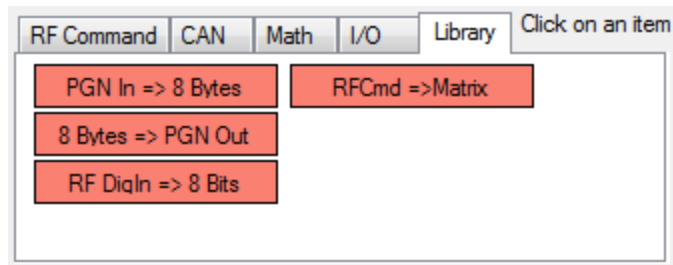 RF Command CAN Math I/O Library Click on an item
PGN In => 8 Bytes RFCmd =>Matrix
8 Bytes => PGN Out
RF DigIn => 8 Bits